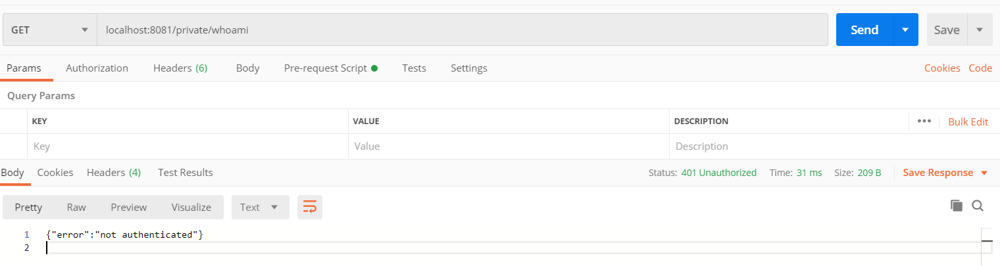 GET localhost:8081/private/whoami Send Save
Params Authorization Headers (6) Body Pre-request Script Tests Settings Cookies Code
Query Params
KEY VALUE DESCRIPTION ••• Bulk Edit
Key Value Description
Body Cookies Headers (4) Test Results Status: 401 Unauthorized Time: 31 ms Size: 209 B Save Response
Pretty Raw Preview Visualize Text
1 {"error":"not authenticated"}
2